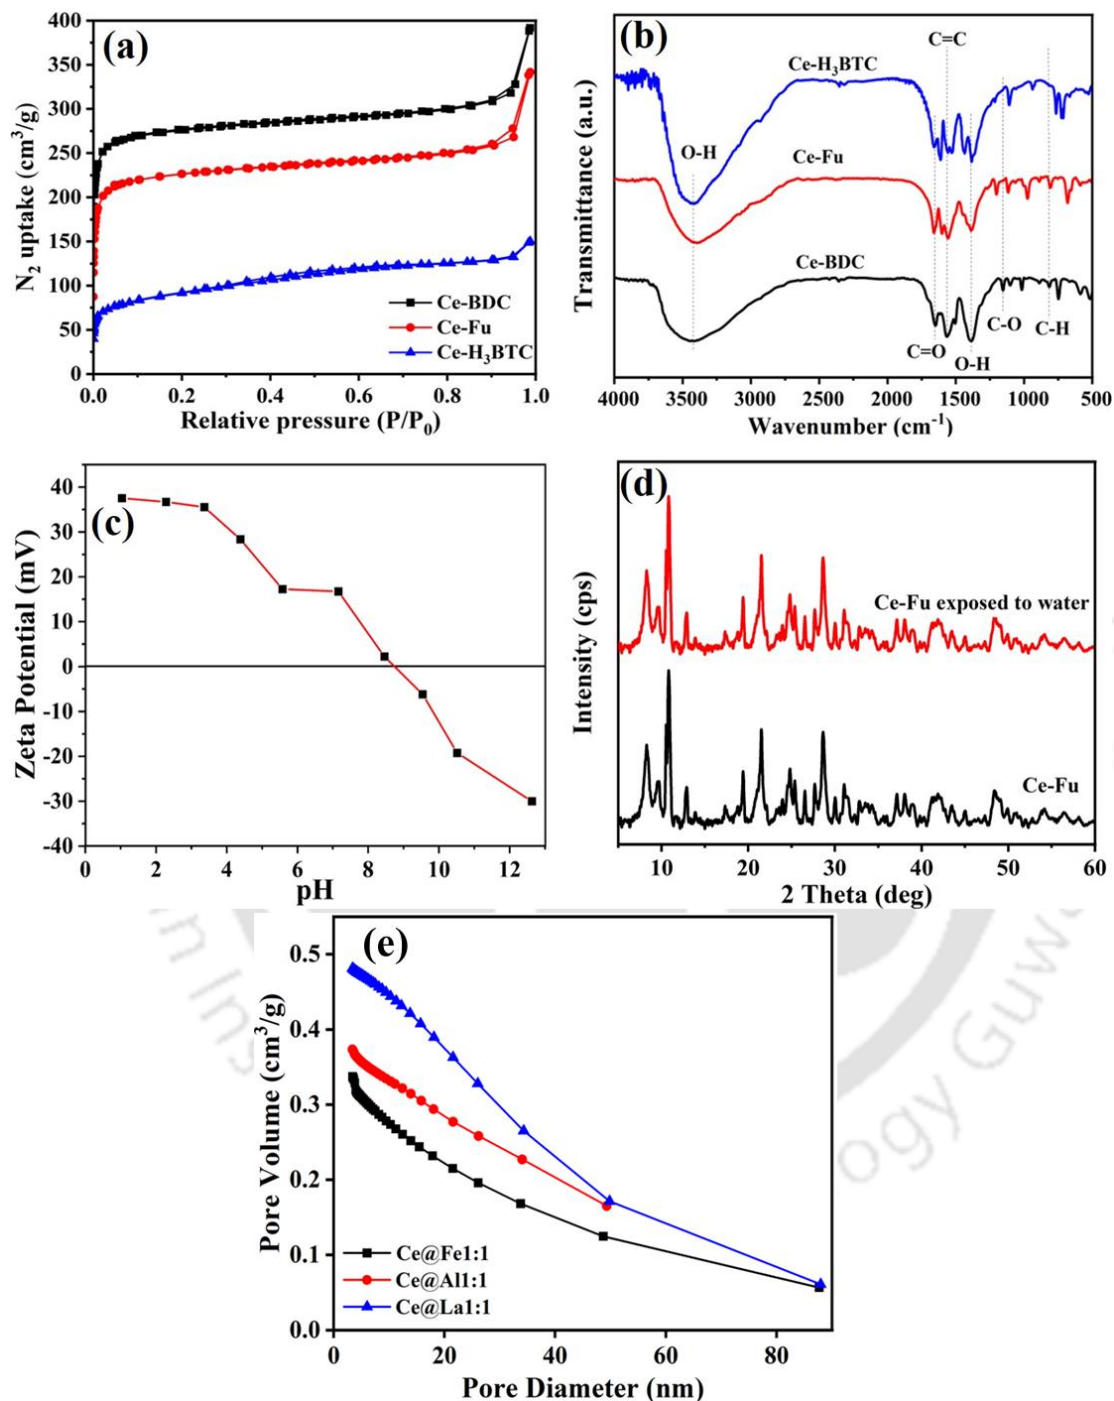 (a)
400
350
300
250
200
150
100
50
0
N₂ uptake (cm³/g)
Ce-BDC
Ce-Fu
Ce-H₃BTC
0.0 0.2 0.4 0.6 0.8 1.0
Relative pressure (P/P₀)
(b)
C=C
Ce-H₃BTC
O-H
Ce-Fu
Ce-BDC
C-O
C-H
C=O
O-H
Transmittance (a.u.)
4000 3500 3000 2500 2000 1500 1000 500
Wavenumber (cm⁻¹)
(c)
40
30
20
10
0
-10
-20
-30
-40
Zeta Potential (mV)
0 2 4 6 8 10 12
pH
(d)
Ce-Fu exposed to water
Ce-Fu
Intensity (cps)
10 20 30 40 50 60
2 Theta (deg)
(e)
0.5
0.4
0.3
0.2
0.1
0.0
Pore Volume (cm³/g)
Ce@Fe1:1
Ce@Al1:1
Ce@La1:1
0 20 40 60 80
Pore Diameter (nm)
ology Guw